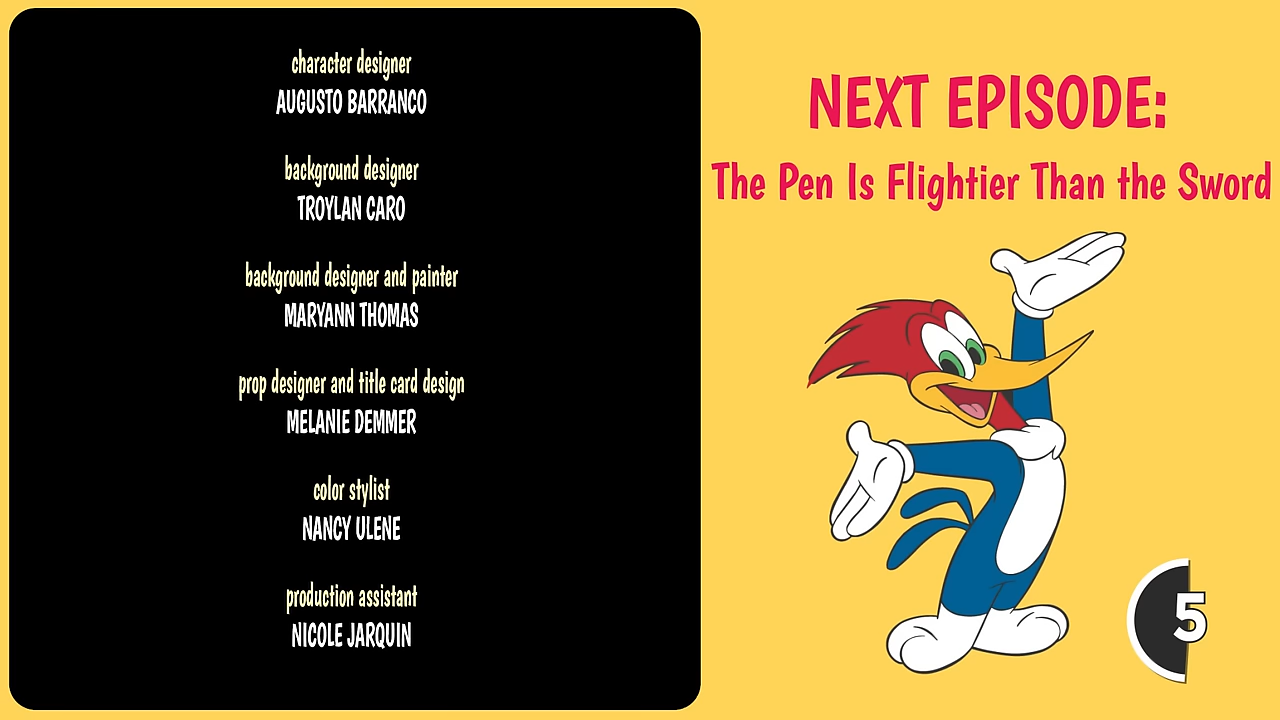 character designer
AUGUSTO BARRANCO
background designer
TROYLAN CARO
background designer and painter
MARYANN THOMAS
prop designer and title card design
MELANIE DEMMER
color stylist
NANCY ULENE
production assistant
NICOLE JARQUIN
NEXT EPISODE:
The Pen Is Flightier Than the Sword
5